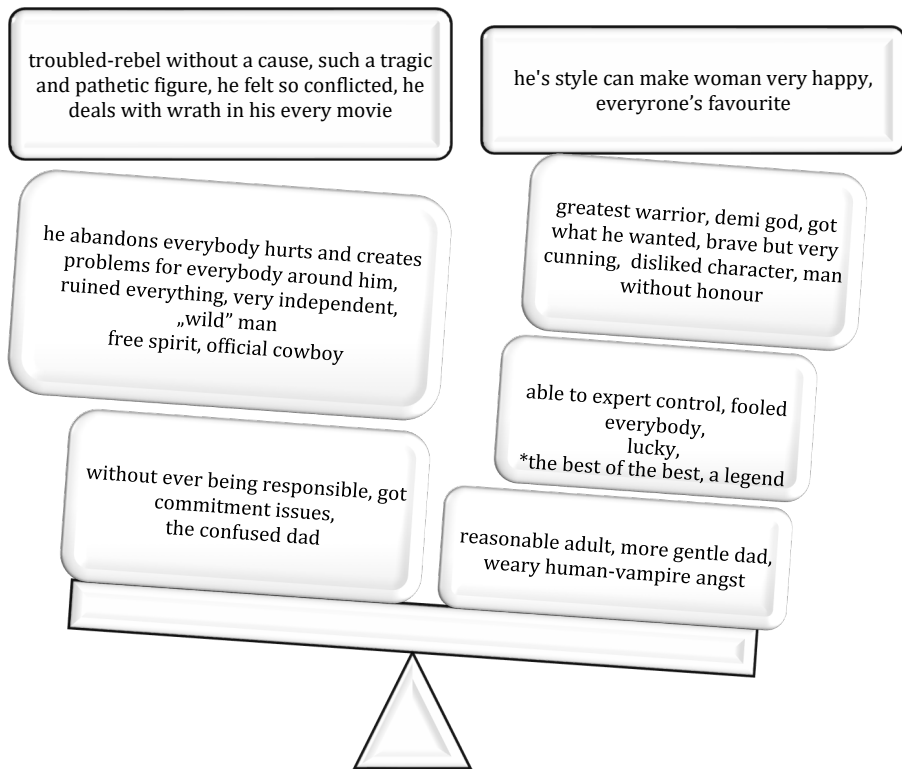 troubled-rebel without a cause, such a tragic
and pathetic figure, he felt so conflicted, he
deals with wrath in his every movie
he's style can make woman very happy,
everyrone’s favourite
he abandons everybody hurts and creates
problems for everybody around him,
ruined everything, very independent,
„wild” man
free spirit, official cowboy
greatest warrior, demi god, got
what he wanted, brave but very
cunning, disliked character, man
without honour
able to expert control, fooled
everybody,
lucky,
*the best of the best, a legend
without ever being responsible, got
commitment issues,
the confused dad
reasonable adult, more gentle dad,
weary human-vampire angst